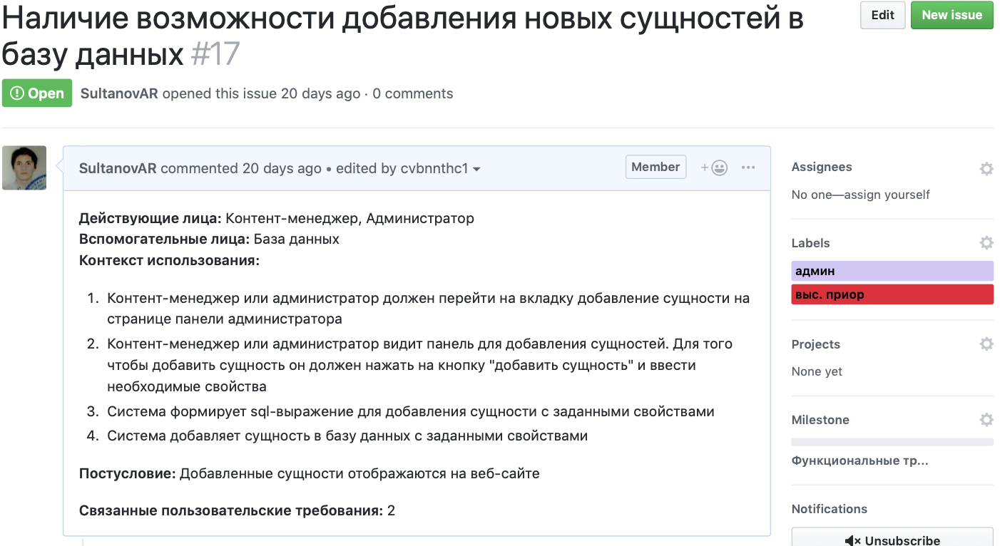 Наличие возможности добавления новых сущностей в
базу данных #17
Edit
New issue
Open
SultanovAR opened this issue 20 days ago · 0 comments
SultanovAR commented 20 days ago • edited by cvbnnthc1
Member
Действующие лица: Контент-менеджер, Администратор
Вспомогательные лица: База данных
Контекст использования:
1. Контент-менеджер или администратор должен перейти на вкладку добавление сущности на
странице панели администратора
2. Контент-менеджер или администратор видит панель для добавления сущностей. Для того
чтобы добавить сущность он должен нажать на кнопку "добавить сущность" и ввести
необходимые свойства
3. Система формирует sql-выражение для добавления сущности с заданными свойствами
4. Система добавляет сущность в базу данных с заданными свойствами
Постусловие: Добавленные сущности отображаются на веб-сайте
Связанные пользовательские требования: 2
Assignees
No one—assign yourself
Labels
админ
выс. приор
Projects
None yet
Milestone
Функциональные тр...
Notifications
Unsubscribe